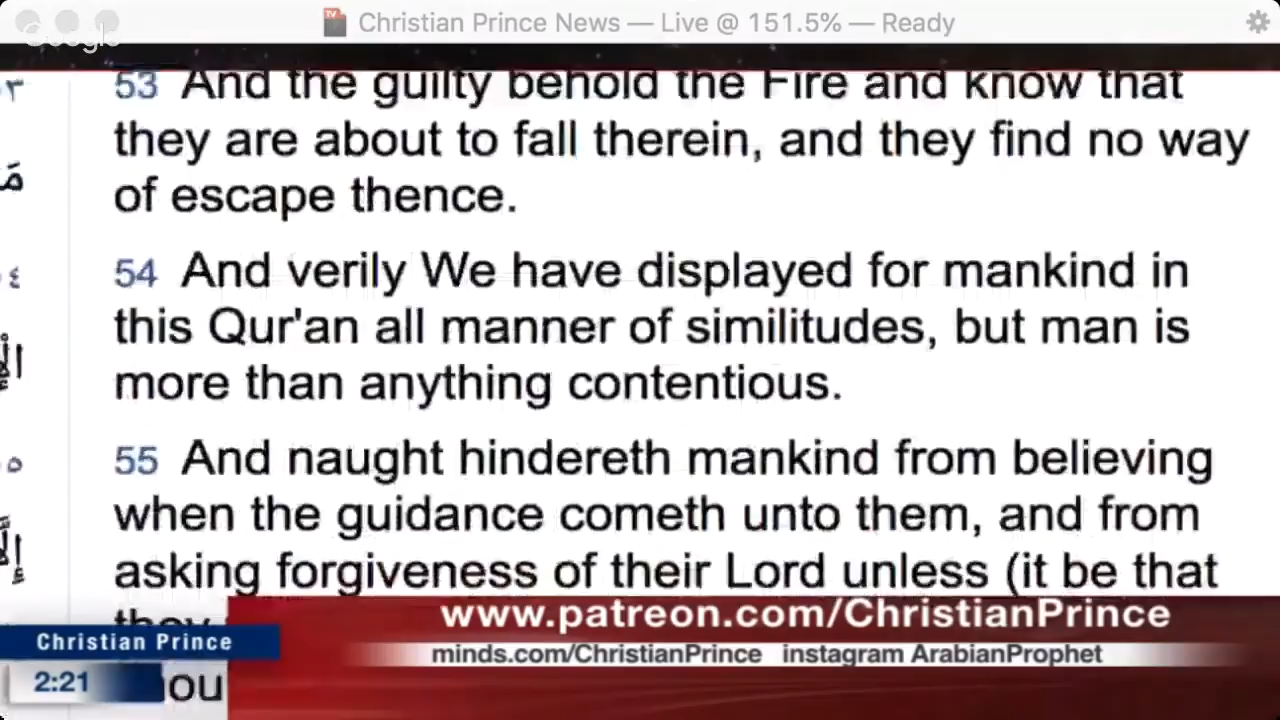 Christian Prince News — Live @ 151.5% — Ready
Google
53 And the guilty behold the Fire and know that
they are about to fall therein, and they find no way
of escape thence.
54 And verily We have displayed for mankind in
this Qur'an all manner of similitudes, but man is
more than anything contentious.
55 And naught hindereth mankind from believing
when the guidance cometh unto them, and from
asking forgiveness of their Lord unless (it be that
www.patreon.com/ChristianPrince
Christian Prince
minds.com/ChristianPrince instagram ArabianProphet
2:21